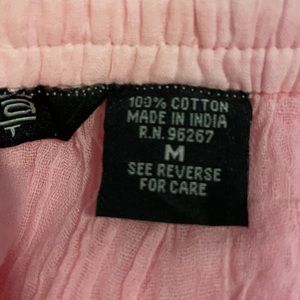 100% COTTON
MADE IN INDIA
R.N. 96267
M
SEE REVERSE
FOR CARE